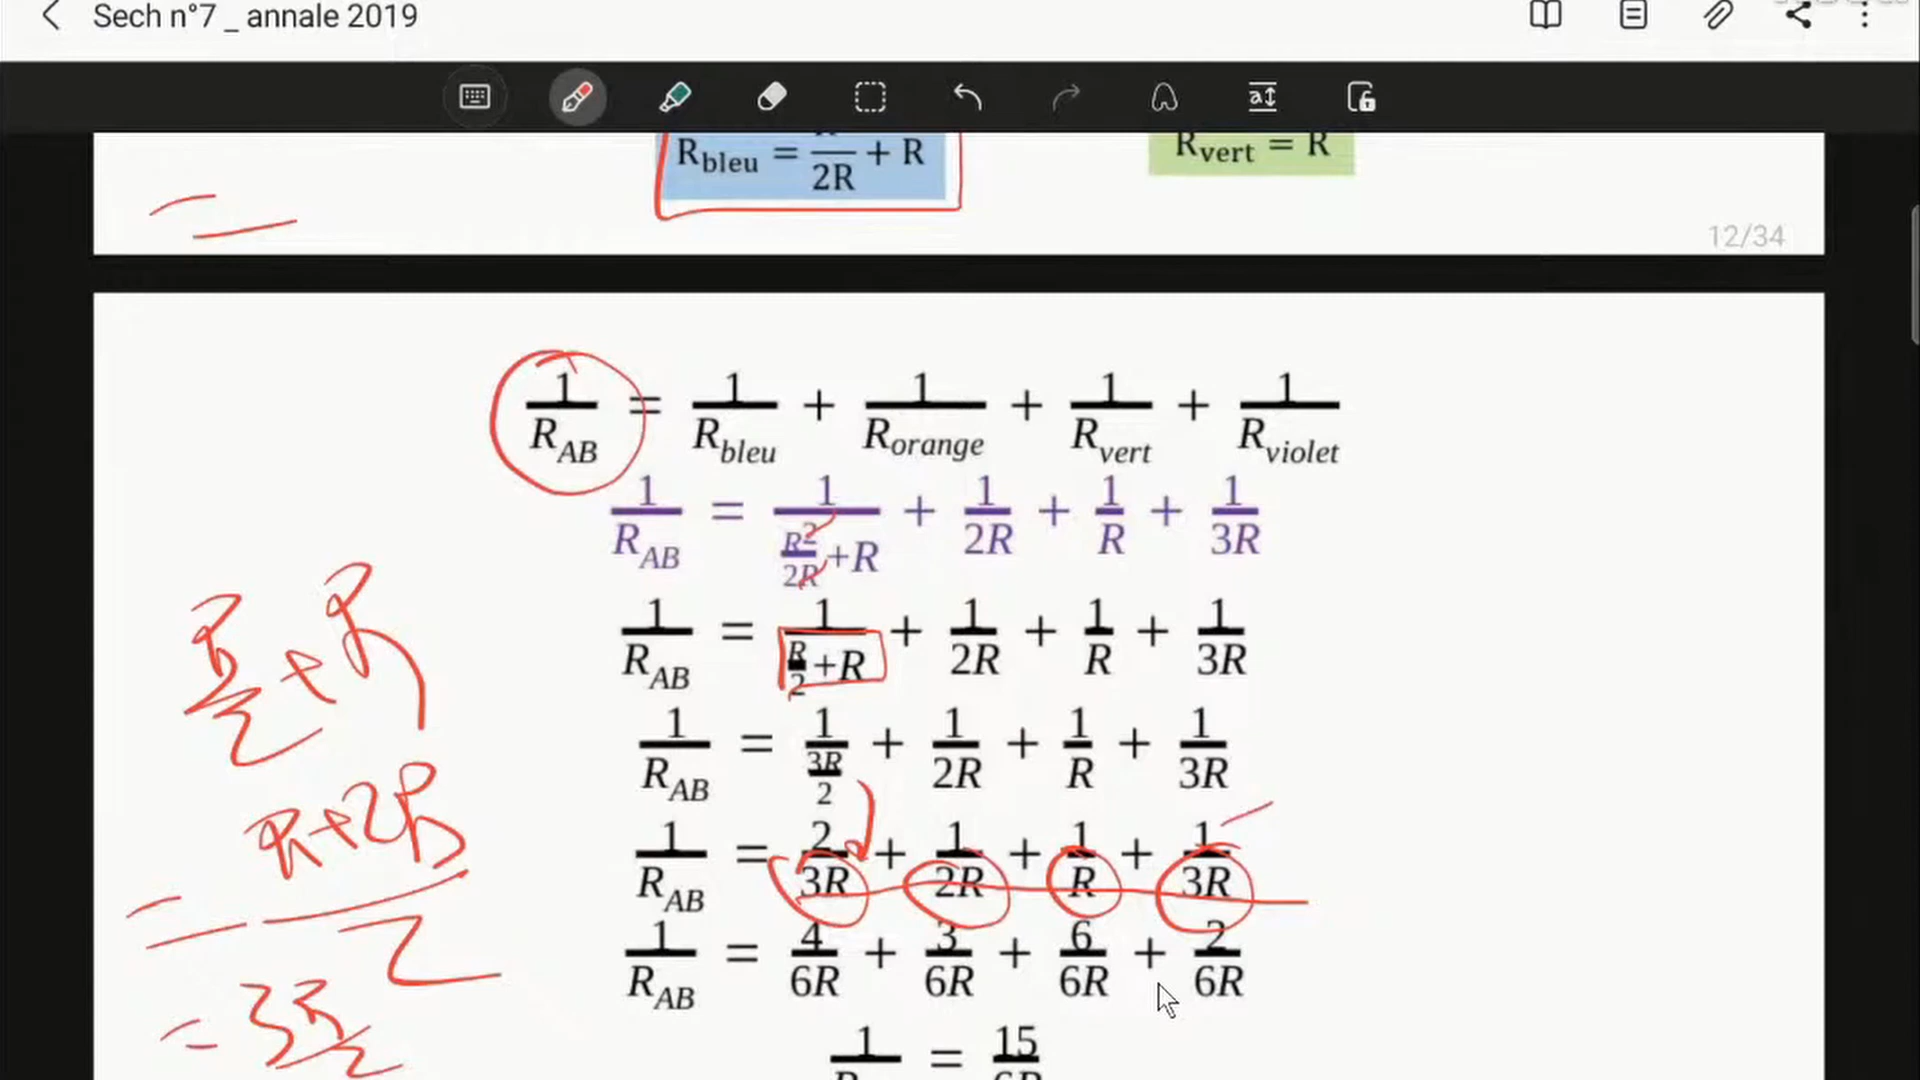 Sech n°7 _ annale 2019
R_bleu = /2R + R
R_vert = R
12/34
1/R_AB = 1/R_bleu + 1/R_orange + 1/R_vert + 1/R_violet
1/R_AB = 1/(R²/2R + R) + 1/2R + 1/R + 1/3R
1/R_AB = 1/(R/2 + R) + 1/2R + 1/R + 1/3R
1/R_AB = 1/(3R/2) + 1/2R + 1/R + 1/3R
1/R_AB = 2/3R + 1/2R + 1/R + 1/3R
1/R_AB = 4/6R + 3/6R + 6/6R + 2/6R
1/R = 15/6R
R/2 + R
= R+2R/2
= 3R/2